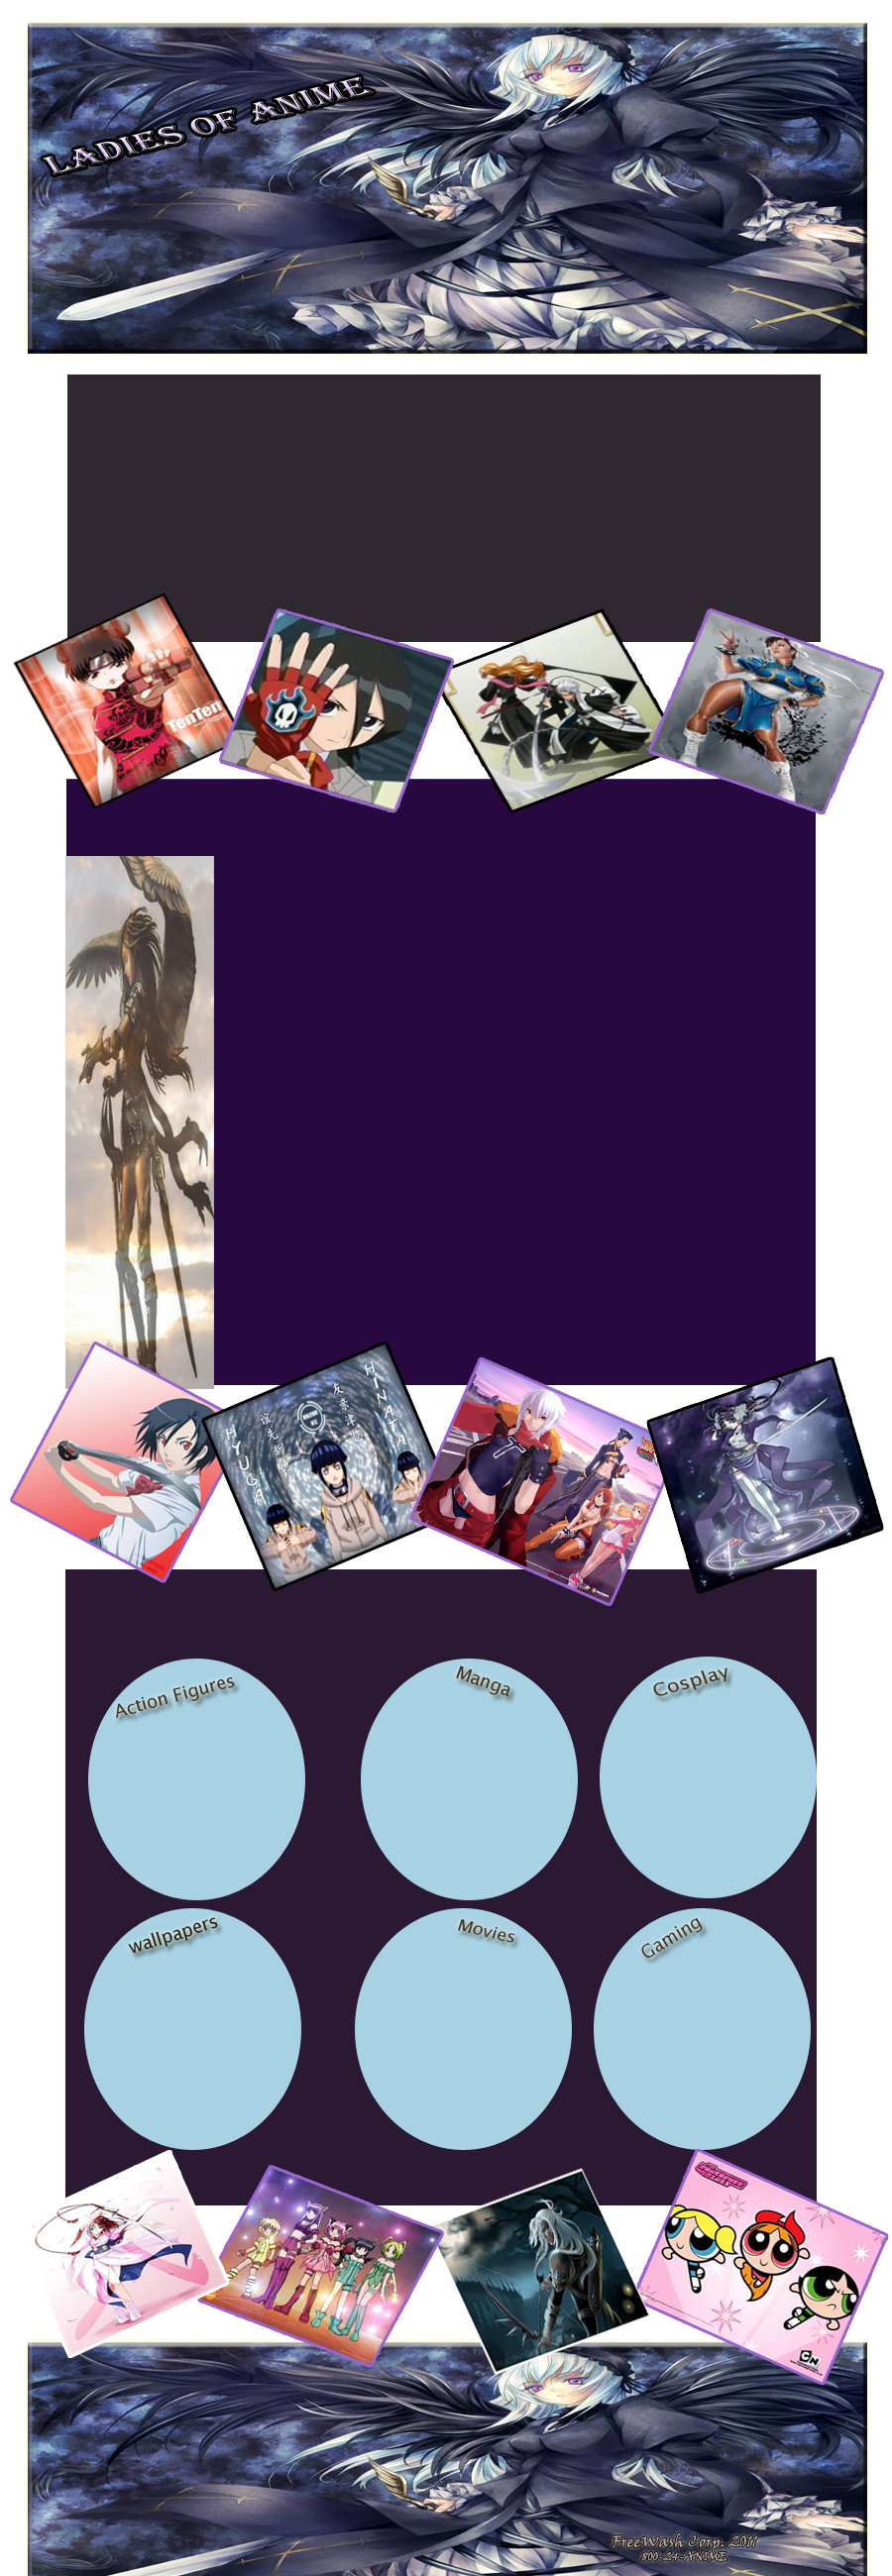 LADIES OF ANIME
TenTen
HYUGA
HINATA
Action Figures
Manga
Cosplay
wallpapers
Movies
Gaming
CN
FreeWash Corp. 2011
800-24-ANIME